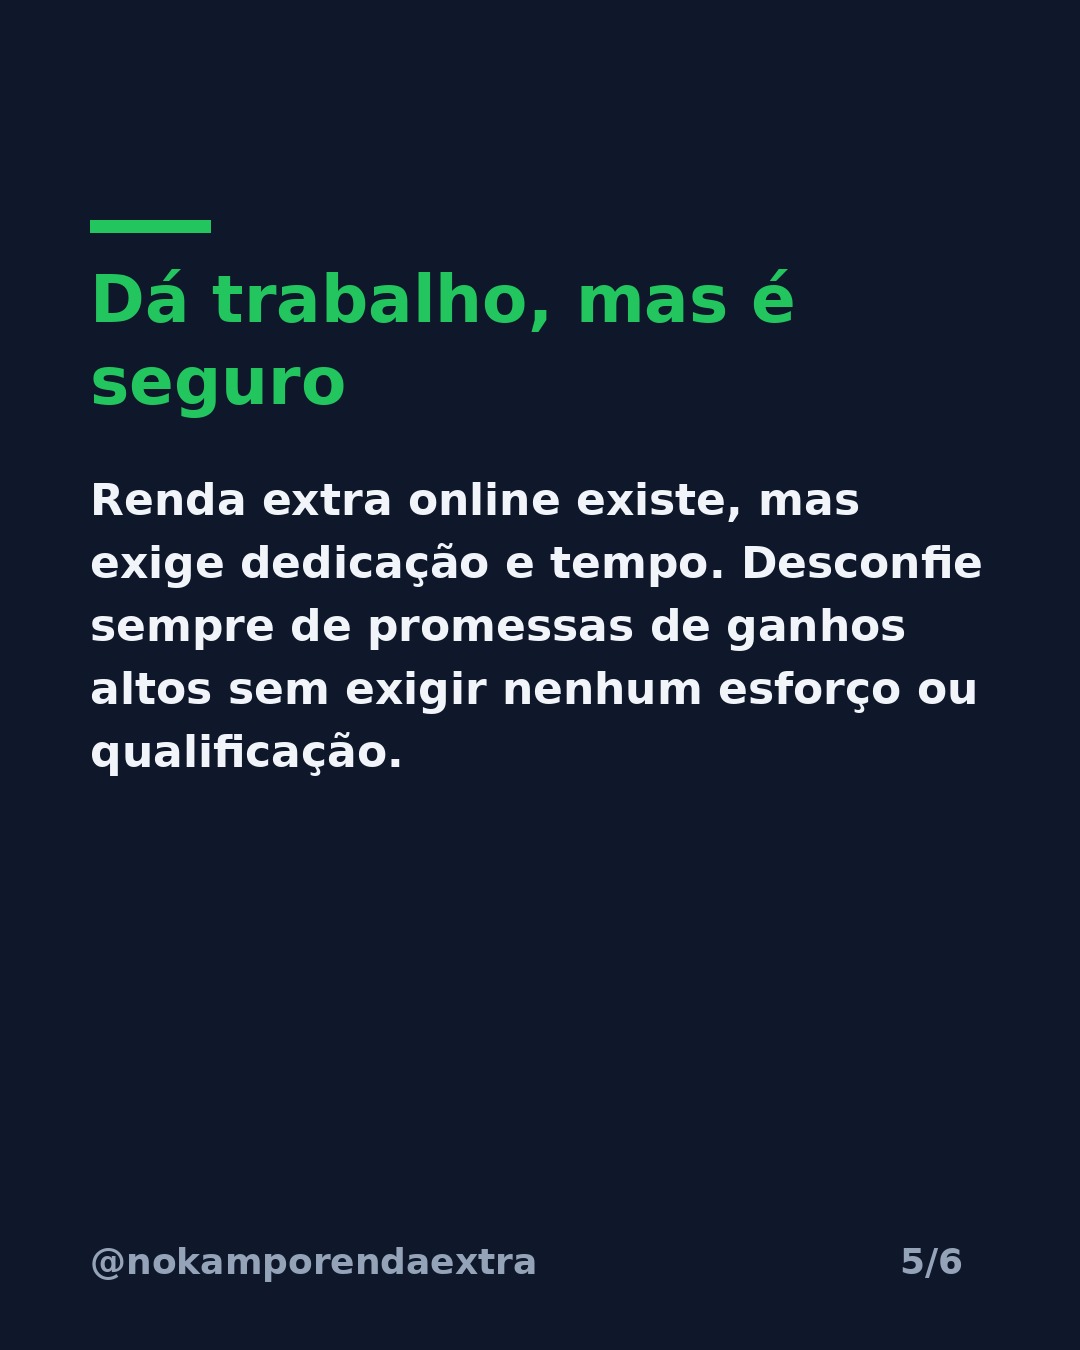 Dá trabalho, mas é
seguro
Renda extra online existe, mas
exige dedicação e tempo. Desconfie
sempre de promessas de ganhos
altos sem exigir nenhum esforço ou
qualificação.
@nokamporendaextra
5/6